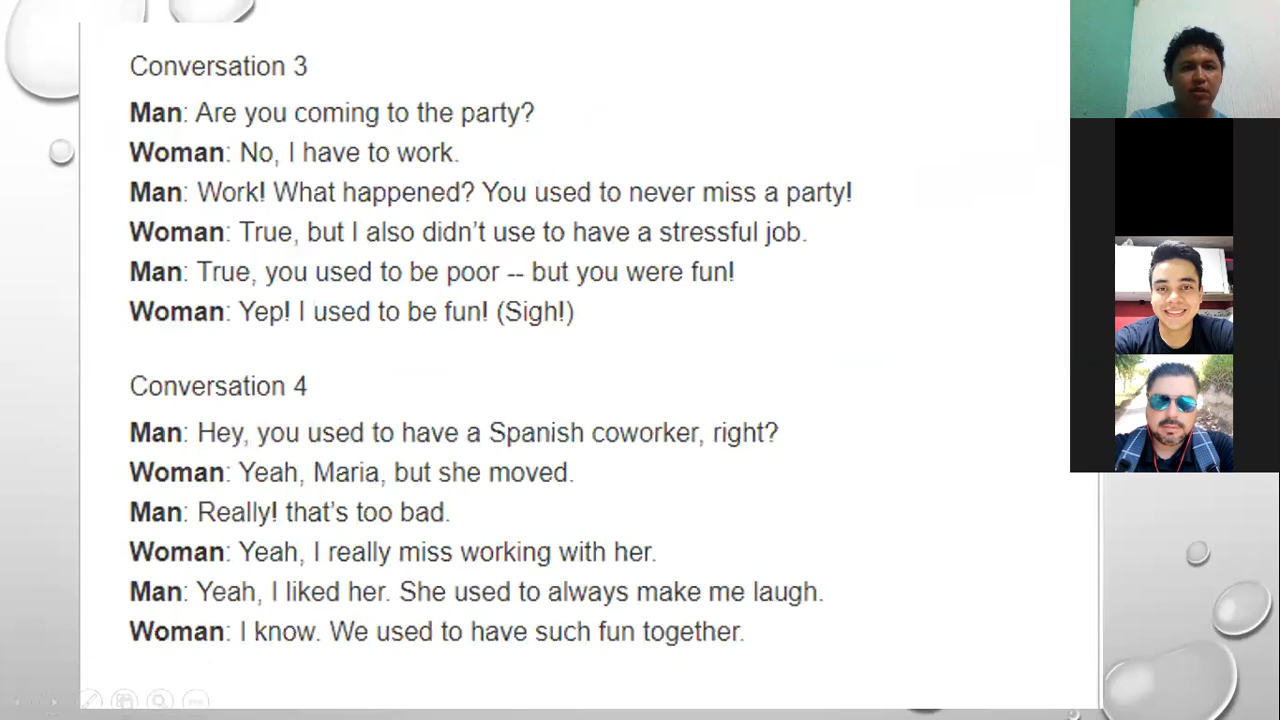 Conversation 3
Man: Are you coming to the party?
Woman: No, I have to work.
Man: Work! What happened? You used to never miss a party!
Woman: True, but I also didn’t use to have a stressful job.
Man: True, you used to be poor -- but you were fun!
Woman: Yep! I used to be fun! (Sigh!)
Conversation 4
Man: Hey, you used to have a Spanish coworker, right?
Woman: Yeah, Maria, but she moved.
Man: Really! that’s too bad.
Woman: Yeah, I really miss working with her.
Man: Yeah, I liked her. She used to always make me laugh.
Woman: I know. We used to have such fun together.